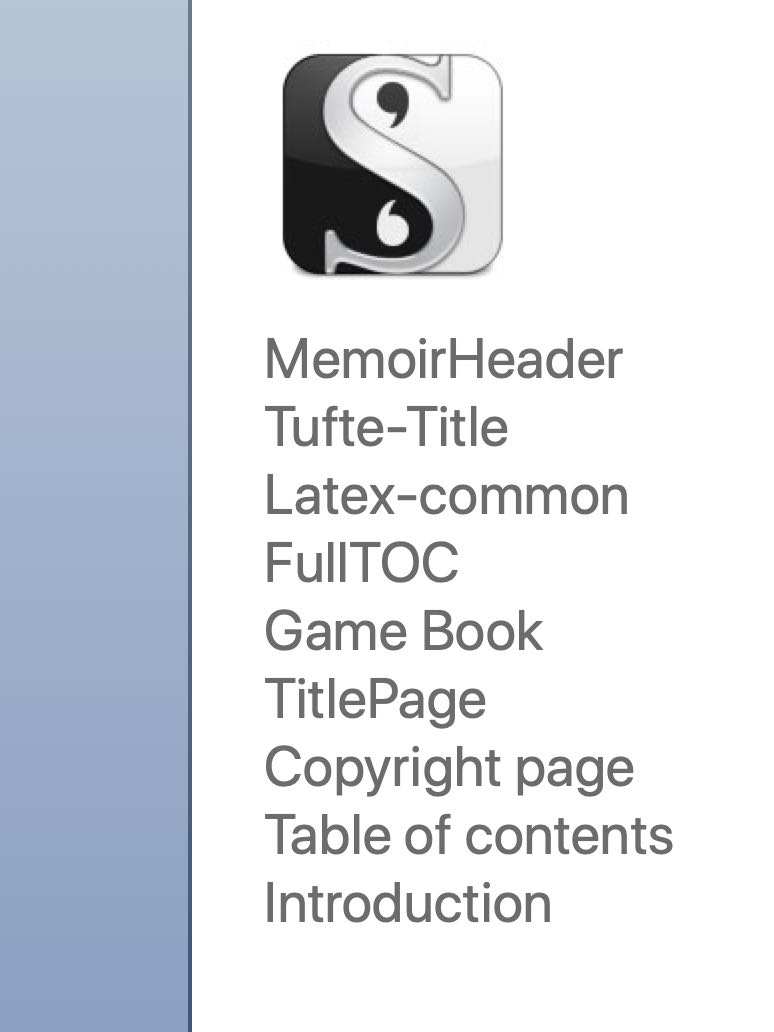 S
MemoirHeader
Tufte-Title
Latex-common
FullTOC
Game Book
TitlePage
Copyright page
Table of contents
Introduction